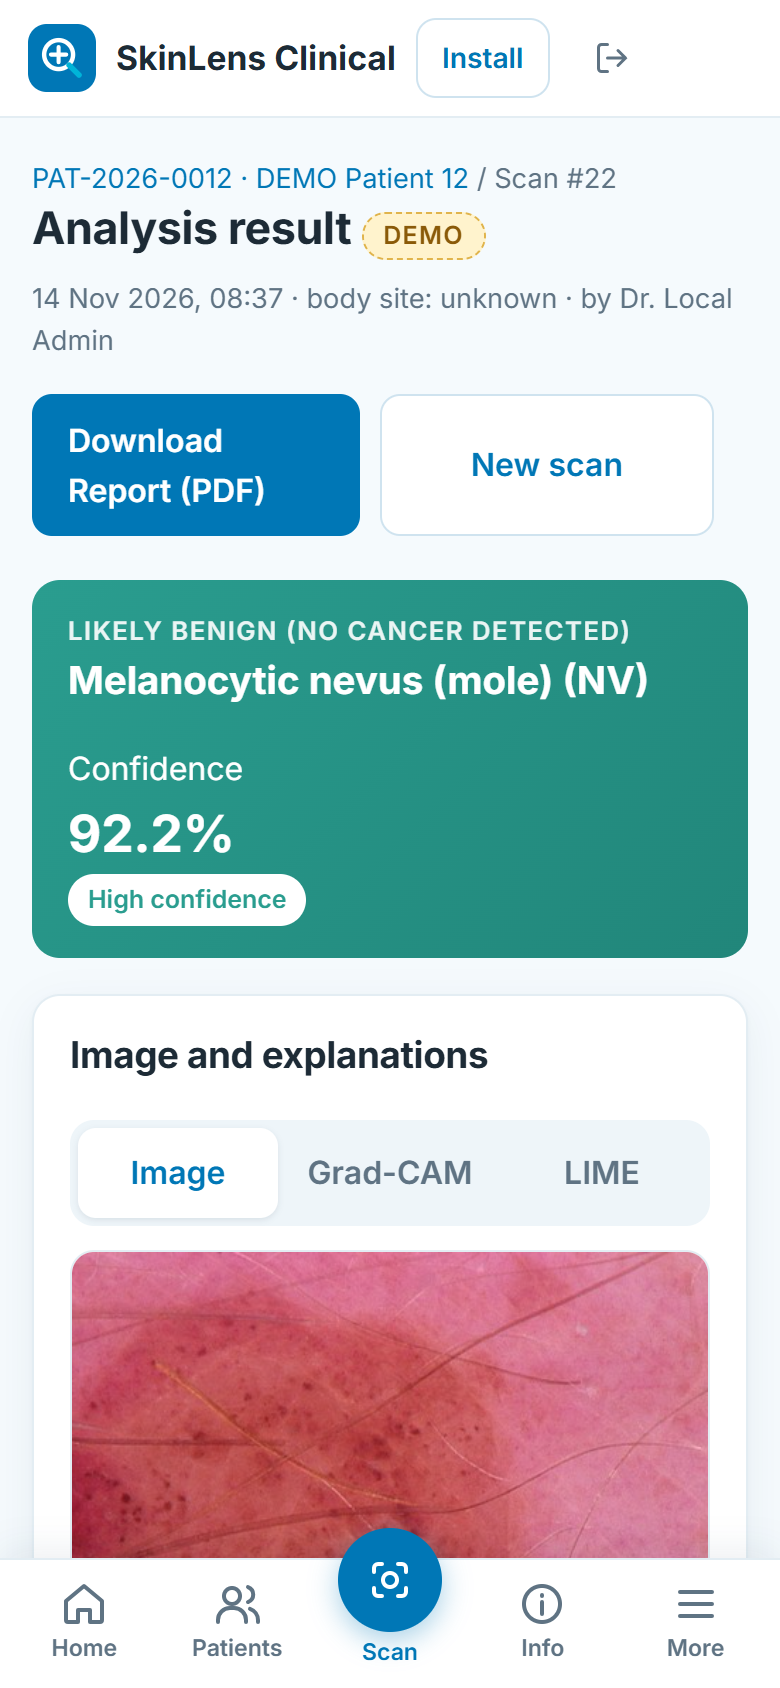 SkinLens Clinical
Install
PAT-2026-0012 · DEMO Patient 12 / Scan #22
Analysis result DEMO
14 Nov 2026, 08:37 · body site: unknown · by Dr. Local
Admin
Download
Report (PDF)
New scan
LIKELY BENIGN (NO CANCER DETECTED)
Melanocytic nevus (mole) (NV)
Confidence
92.2%
High confidence
Image and explanations
Image
Grad-CAM
LIME
Home
Patients
Scan
Info
More